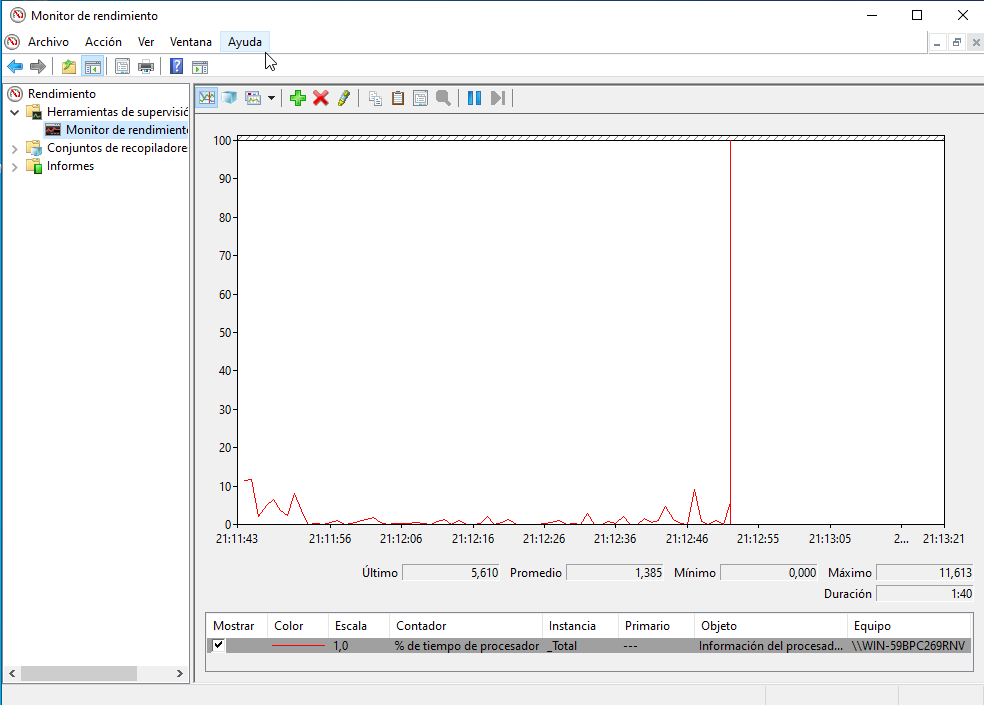 Monitor de rendimiento
Archivo Acción Ver Ventana Ayuda
Rendimiento
Herramientas de supervisió
Monitor de rendimiento
Conjuntos de recopiladore
Informes
100
90
80
70
60
50
40
30
20
10
0
21:11:43 21:11:56 21:12:06 21:12:16 21:12:26 21:12:36 21:12:46 21:12:55 21:13:05 2... 21:13:21
Último 5,610 Promedio 1,385 Mínimo 0,000 Máximo 11,613
Duración 1:40
Mostrar Color Escala Contador Instancia Primario Objeto Equipo
1,0 % de tiempo de procesador _Total --- Información del procesad... \\WIN-59BPC269RNV